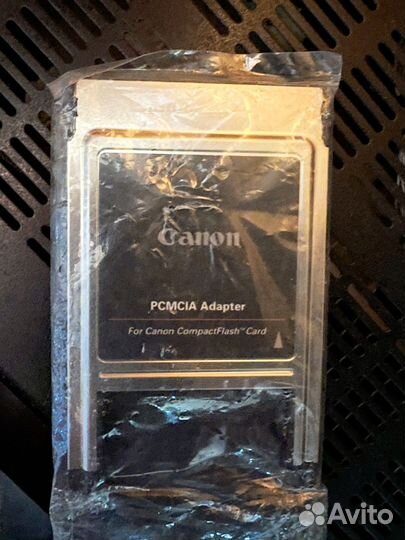 Canon
PCMCIA Adapter
For Canon CompactFlash™ Card
Avito